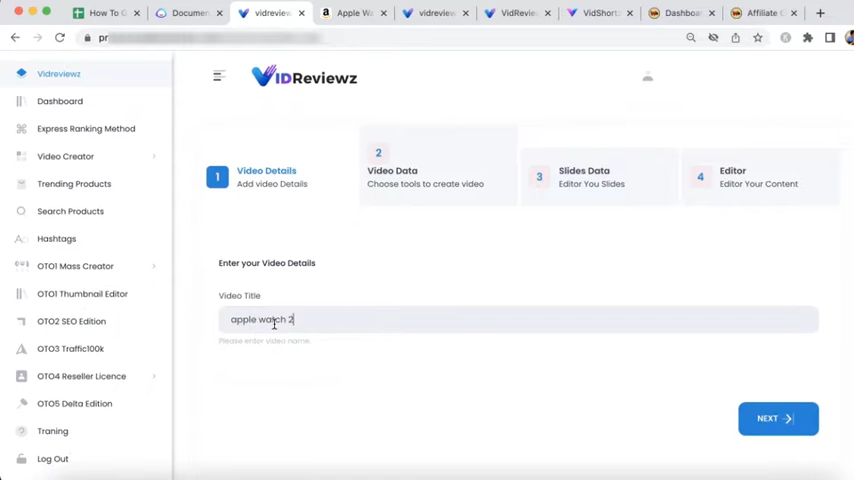 How To G
Documen
vidreview
Apple Wa
vidreview
VidRevie
VidShort
Dashboa
Affiliate C
pr
VIDReviewz
Vidreviewz
Dashboard
Express Ranking Method
Video Creator
Trending Products
Search Products
Hashtags
OTO1 Mass Creator
OTO1 Thumbnail Editor
OTO2 SEO Edition
OTO3 Traffic100k
OTO4 Reseller Licence
OTO5 Delta Edition
Traning
Log Out
1
Video Details
Add video Details
2
Video Data
Choose tools to create video
3
Slides Data
Editor You Slides
4
Editor
Editor Your Content
Enter your Video Details
Video Title
apple watch 2
Please enter video name.
NEXT